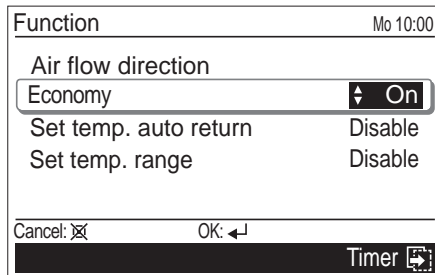 Function Mo 10:00
Air flow direction
Economy On
Set temp. auto return Disable
Set temp. range Disable
Cancel: OK:
Timer